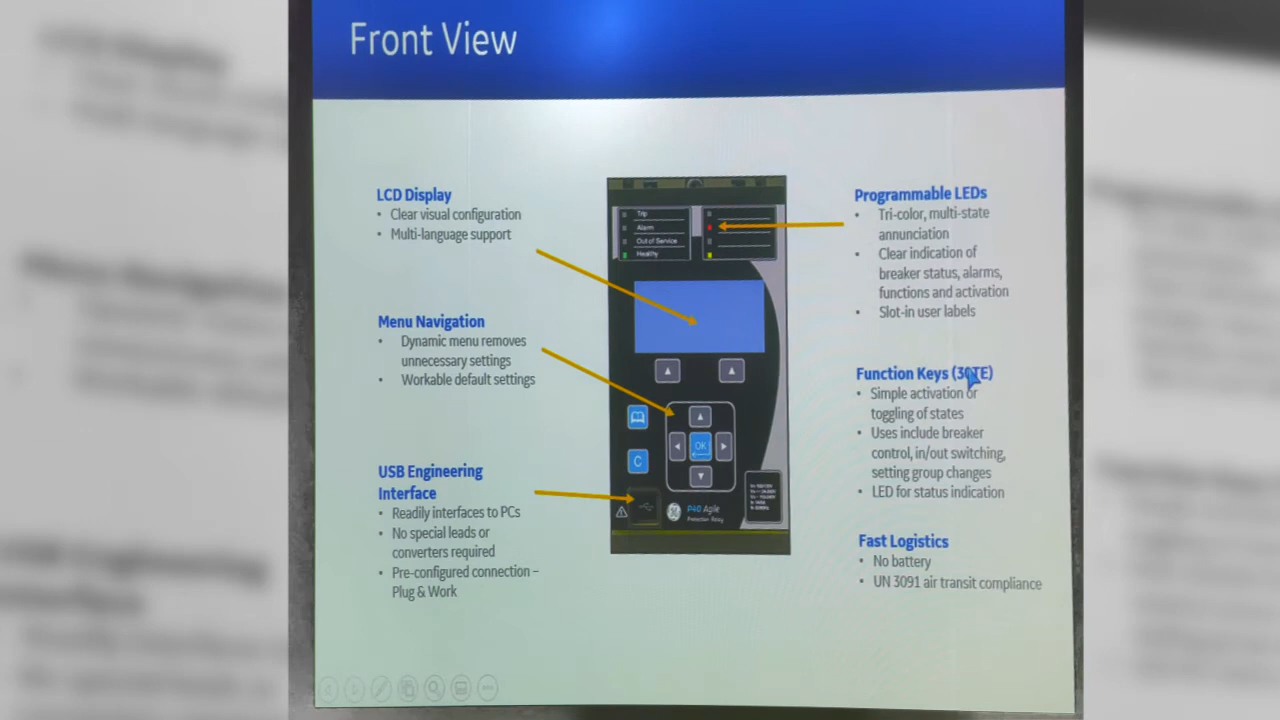 Front View
LCD Display
• Clear visual configuration
• Multi-language support
Menu Navigation
• Dynamic menu removes
unnecessary settings
• Workable default settings
USB Engineering
Interface
• Readily interfaces to PCs
• No special leads or
converters required
• Pre-configured connection –
Plug & Work
Trip
Alarm
Out of Service
Healthy
OK
C
P40 Agile
Protection Relay
Programmable LEDs
• Tri-color, multi-state
annunciation
• Clear indication of
breaker status, alarms,
functions and activation
• Slot-in user labels
Function Keys (30TE)
• Simple activation or
toggling of states
• Uses include breaker
control, in/out switching,
setting group changes
• LED for status indication
Fast Logistics
• No battery
• UN 3091 air transit compliance